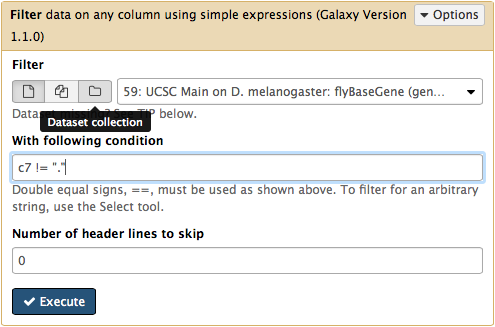 Filter data on any column using simple expressions (Galaxy Version
1.1.0)
Options
Filter
59: UCSC Main on D. melanogaster: flyBaseGene (gen...
Dataset missing? See TIP below.
Dataset collection
With following condition
c7 != "."
Double equal signs, ==, must be used as shown above. To filter for an arbitrary
string, use the Select tool.
Number of header lines to skip
0
Execute